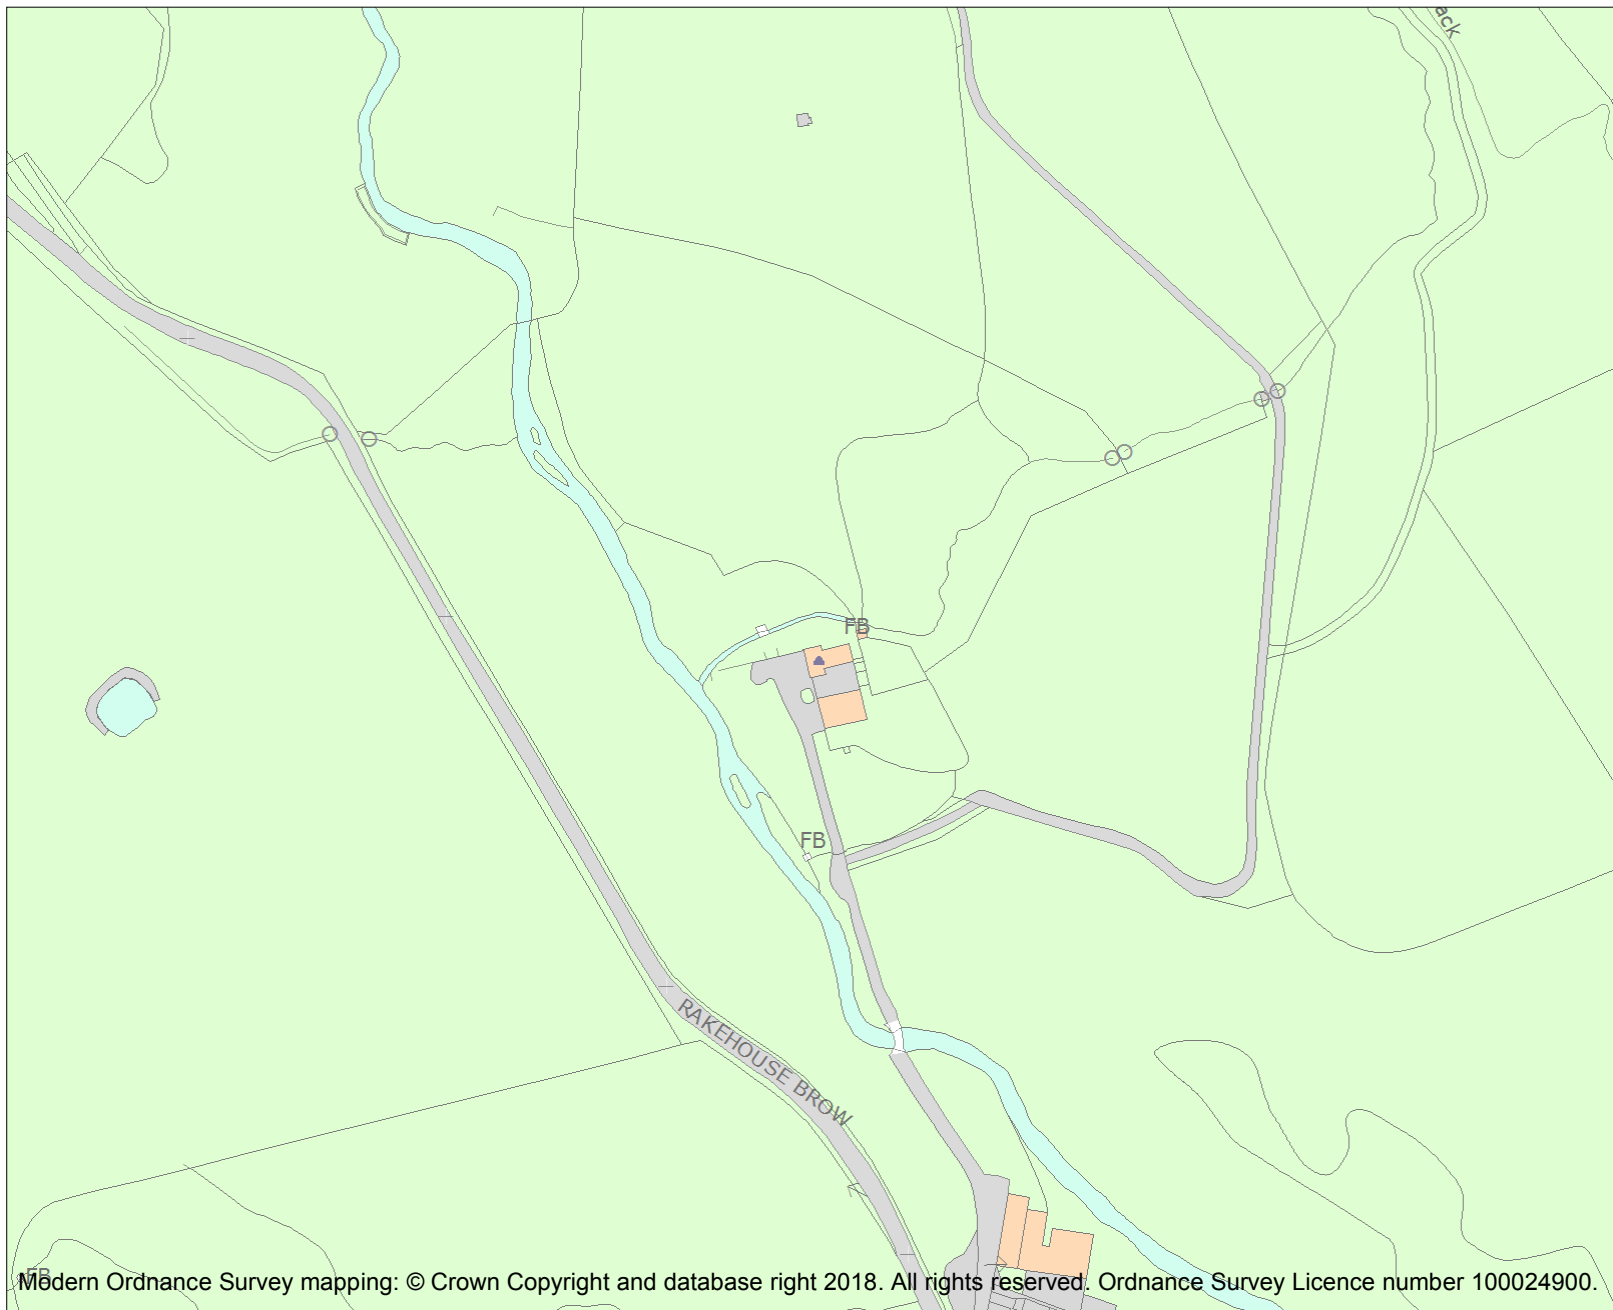 ack
FB
FB
RAKEHOUSE BROW
FB
Modern Ordnance Survey mapping: © Crown Copyright and database right 2018. All rights reserved. Ordnance Survey Licence number 100024900.